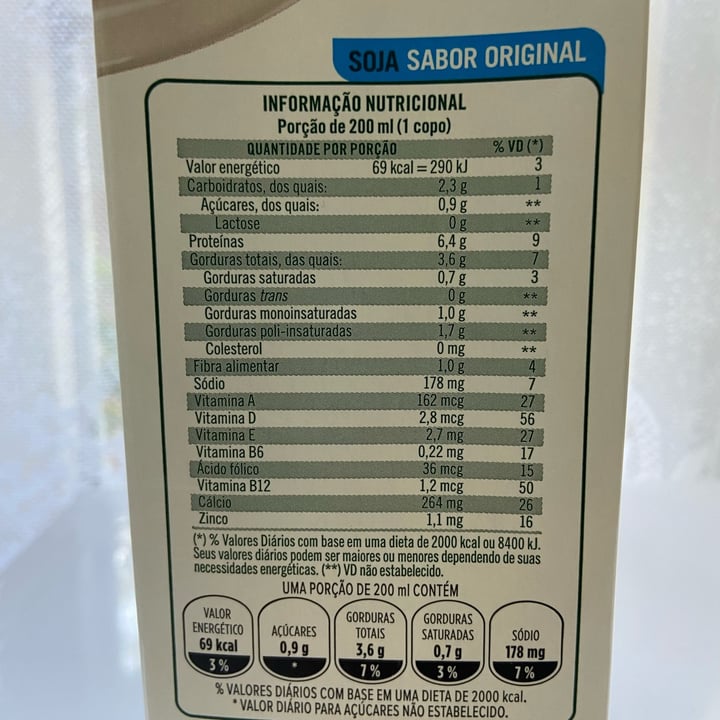 SOJA SABOR ORIGINAL
INFORMAÇÃO NUTRICIONAL
Porção de 200 ml (1 copo)
QUANTIDADE POR PORÇÃO % VD (*)
Valor energético 69 kcal = 290 kJ 3
Carboidratos, dos quais: 2,3 g 1
Açúcares, dos quais: 0,9 g **
Lactose 0 g **
Proteínas 6,4 g 9
Gorduras totais, das quais: 3,6 g 7
Gorduras saturadas 0,7 g 3
Gorduras trans 0 g **
Gorduras monoinsaturadas 1,0 g **
Gorduras poli-insaturadas 1,7 g **
Colesterol 0 mg **
Fibra alimentar 1,0 g 4
Sódio 178 mg 7
Vitamina A 162 mcg 27
Vitamina D 2,8 mcg 56
Vitamina E 2,7 mg 27
Vitamina B6 0,22 mg 17
Ácido fólico 36 mcg 15
Vitamina B12 1,2 mcg 50
Cálcio 264 mg 26
Zinco 1,1 mg 16
(*) % Valores Diários com base em uma dieta de 2000 kcal ou 8400 kJ.
Seus valores diários podem ser maiores ou menores dependendo de suas
necessidades energéticas. (**) VD não estabelecido.
UMA PORÇÃO DE 200 ml CONTÉM
VALOR
ENERGÉTICO
69 kcal
3 %
AÇÚCARES
0,9 g
*
GORDURAS
TOTAIS
3,6 g
7 %
GORDURAS
SATURADAS
0,7 g
3 %
SÓDIO
178 mg
7 %
% VALORES DIÁRIOS COM BASE EM UMA DIETA DE 2000 kcal.
* VALOR DIÁRIO PARA AÇÚCARES NÃO ESTABELECIDO.